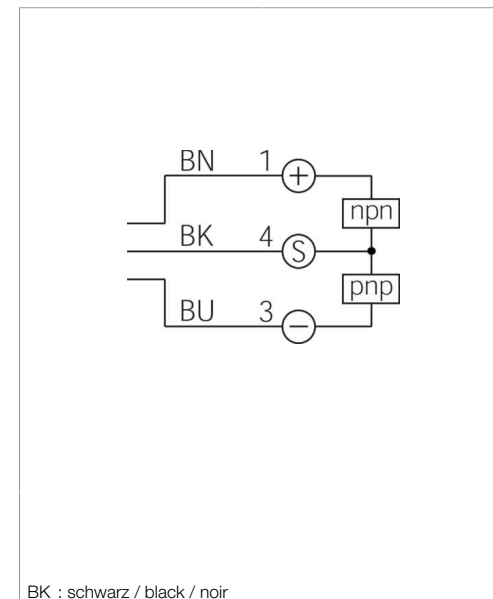 BN 1 +
npn
BK 4 S
pnp
BU 3 −
BK : schwarz / black / noir